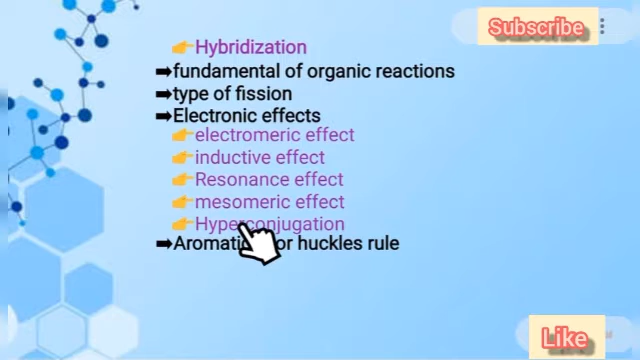 Subscribe
Hybridization
fundamental of organic reactions
type of fission
Electronic effects
electromeric effect
inductive effect
Resonance effect
mesomeric effect
Hyperconjugation
or huckles rule
Like